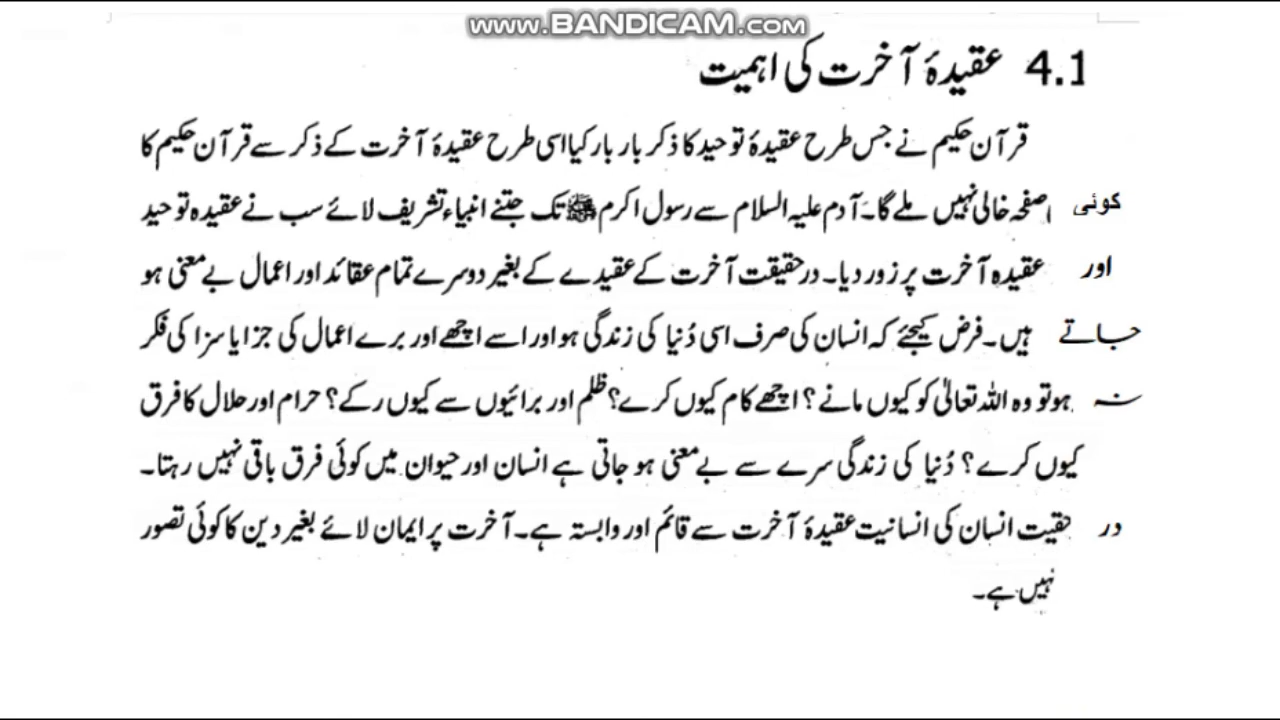 www.BANDICAM.com
4.1 عقیدۂ آخرت کی اہمیت
قرآن حکیم نے جس طرح عقیدۂ توحید کا ذکر بار بار کیا اسی طرح عقیدۂ آخرت کے ذکر سے قرآن حکیم کا
کوئی صفحہ خالی نہیں ملے گا۔ آدم علیہ السلام سے رسول اکرم ﷺ تک جتنے انبیاء تشریف لائے سب نے عقیدہ توحید
اور عقیدہ آخرت پر زور دیا۔ درحقیقت آخرت کے عقیدے کے بغیر دوسرے تمام عقائد اور اعمال بے معنی ہو
جاتے ہیں۔ فرض کیجئے کہ انسان کی صرف اسی دُنیا کی زندگی ہو اور اسے اچھے اور برے اعمال کی جزا یا سزا کی فکر
نہ ہو تو وہ اللہ تعالیٰ کو کیوں مانے؟ اچھے کام کیوں کرے؟ ظلم اور برائیوں سے کیوں رکے؟ حرام اور حلال کا فرق
کیوں کرے؟ دُنیا کی زندگی سرے سے بے معنی ہو جاتی ہے انسان اور حیوان میں کوئی فرق باقی نہیں رہتا۔
در حقیت انسان کی انسانیت عقیدۂ آخرت سے قائم اور وابستہ ہے۔ آخرت پر ایمان لائے بغیر دین کا کوئی تصور
نہیں ہے۔